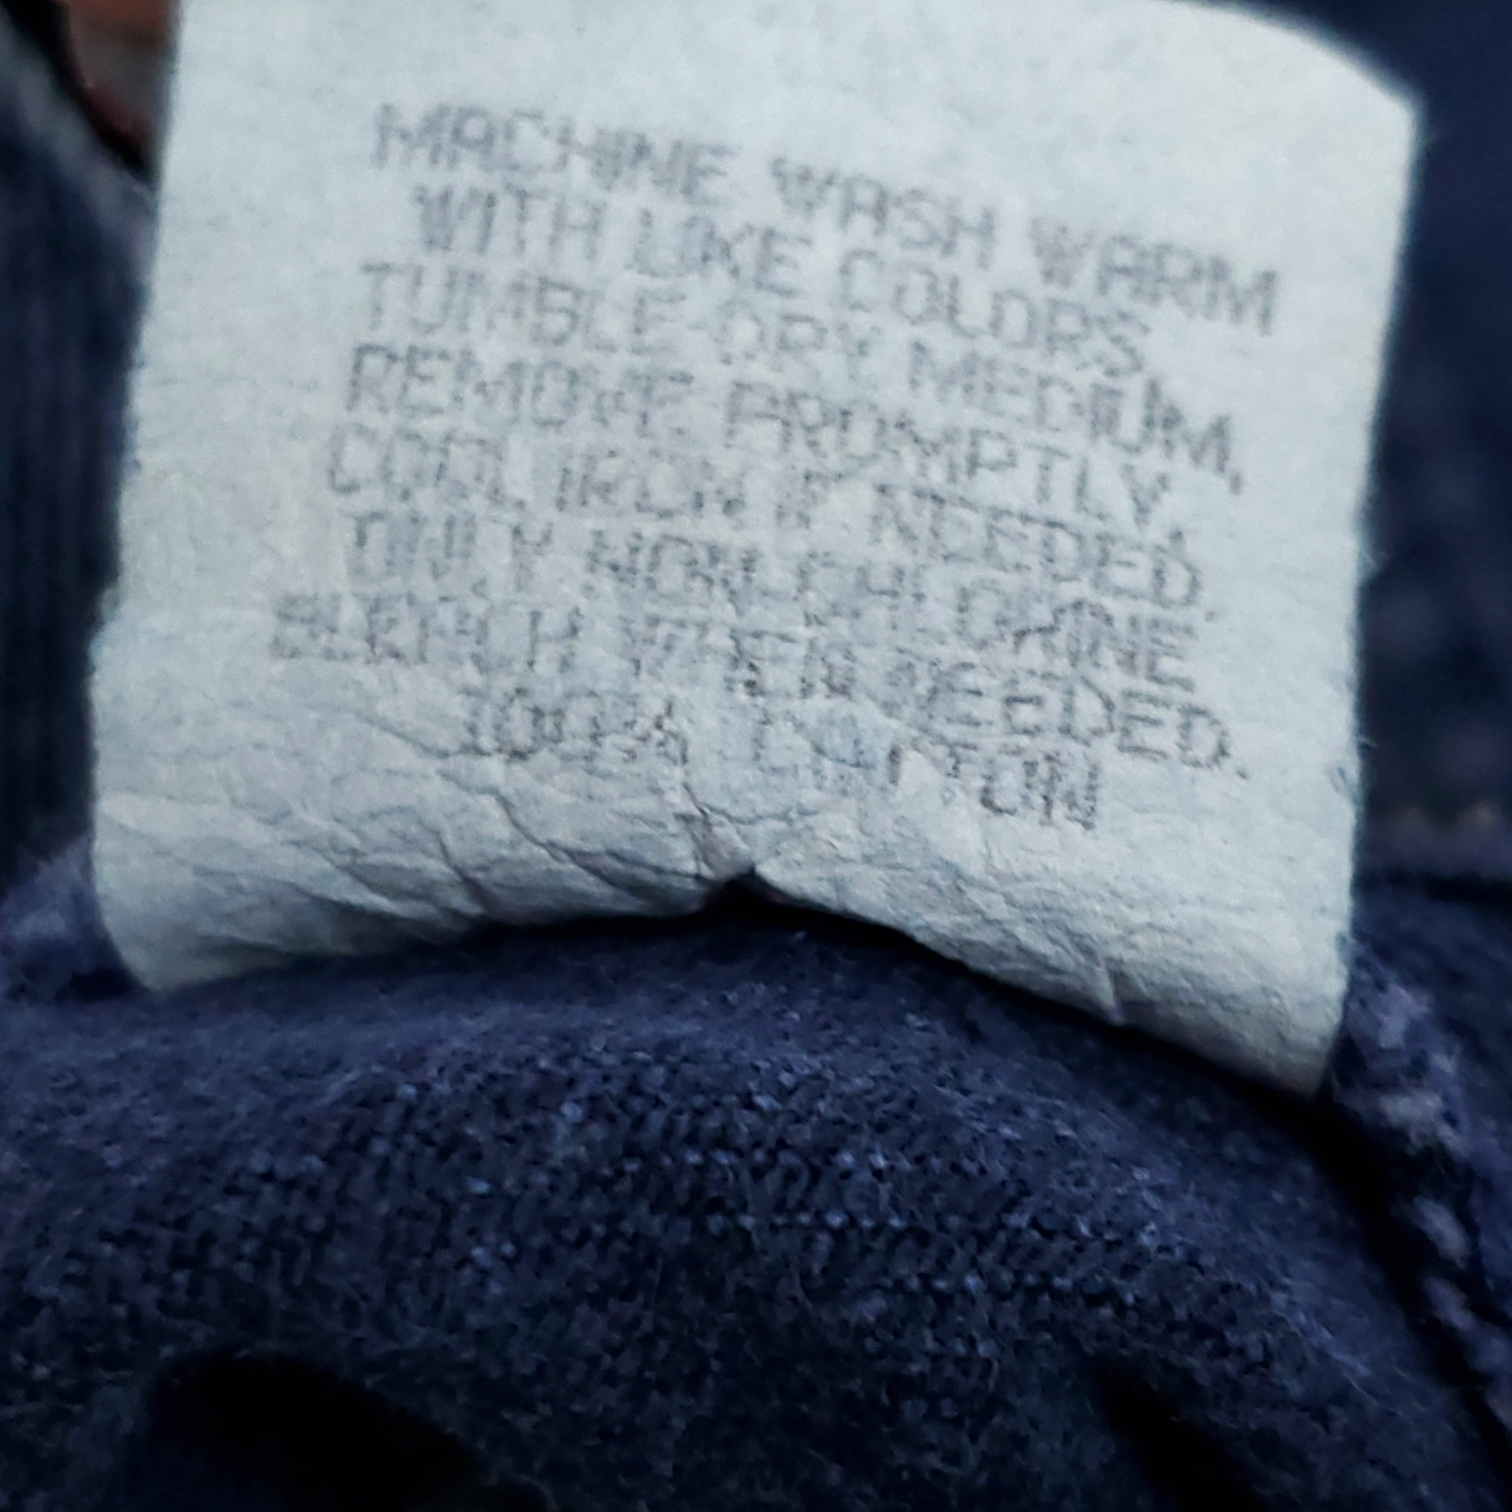 MACHINE WASH WARM
WITH LIKE COLORS.
TUMBLE DRY MEDIUM,
REMOVE PROMPTLY,
COOL IRON IF NEEDED.
ONLY NON-CHLORINE
BLEACH WHEN NEEDED.
100% COTTON